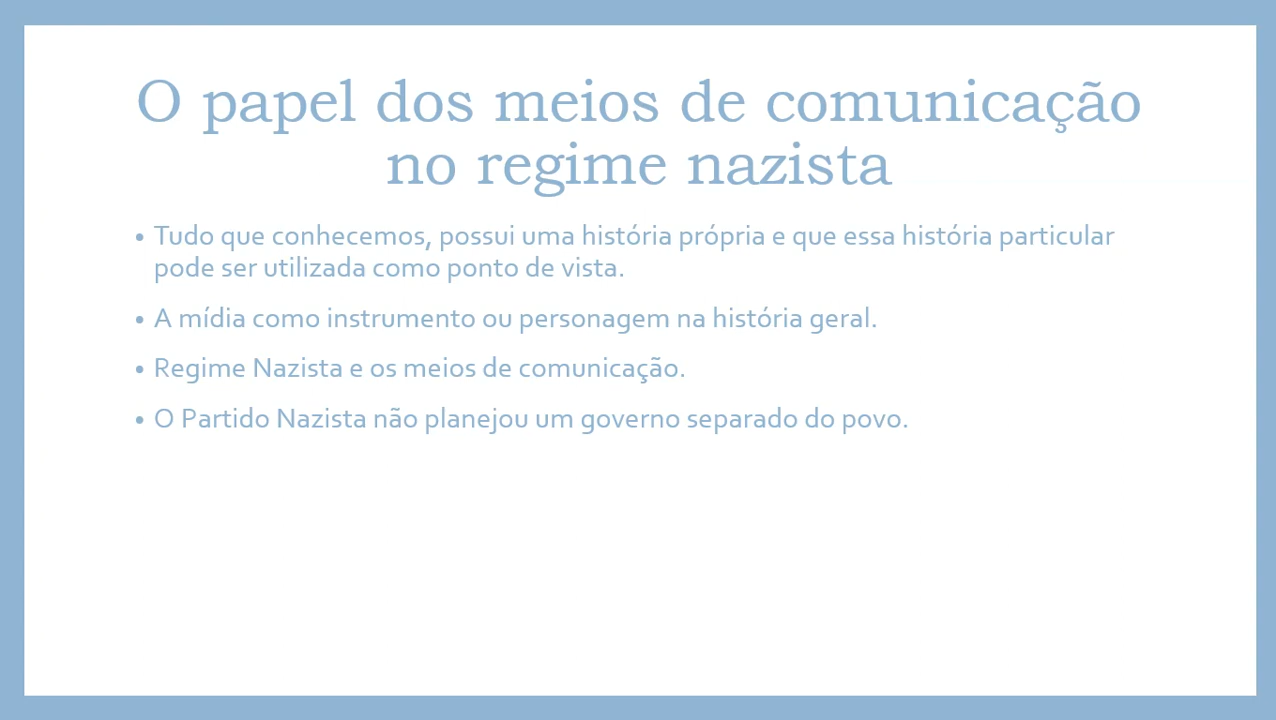 O papel dos meios de comunicação
no regime nazista
• Tudo que conhecemos, possui uma história própria e que essa história particular
pode ser utilizada como ponto de vista.
• A mídia como instrumento ou personagem na história geral.
• Regime Nazista e os meios de comunicação.
• O Partido Nazista não planejou um governo separado do povo.